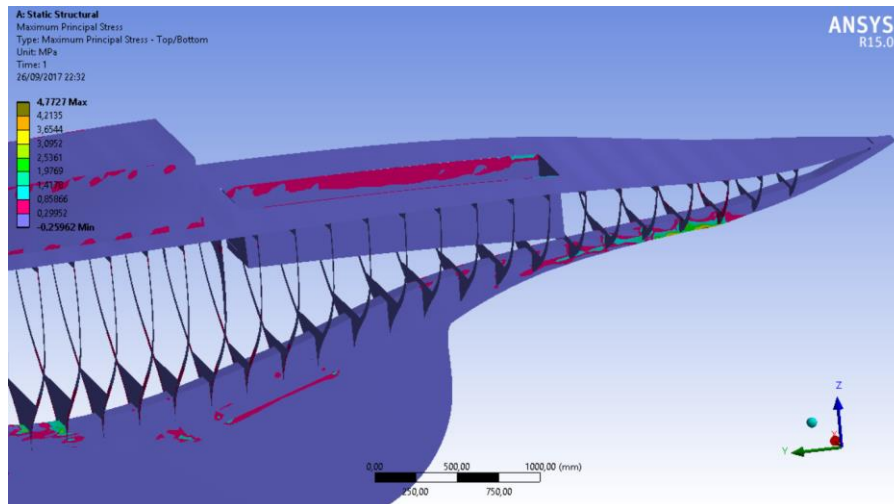 A: Static Structural
Maximum Principal Stress
Type: Maximum Principal Stress - Top/Bottom
Unit: MPa
Time: 1
26/09/2017 22:32
ANSYS
R15.0
4,7727 Max
4,2135
3,6544
3,0952
2,5361
1,9769
1,4178
0,85866
0,29952
-0.25962 Min
0,00
500,00
1000,00 (mm)
250,00
750,00
Z
Y
X